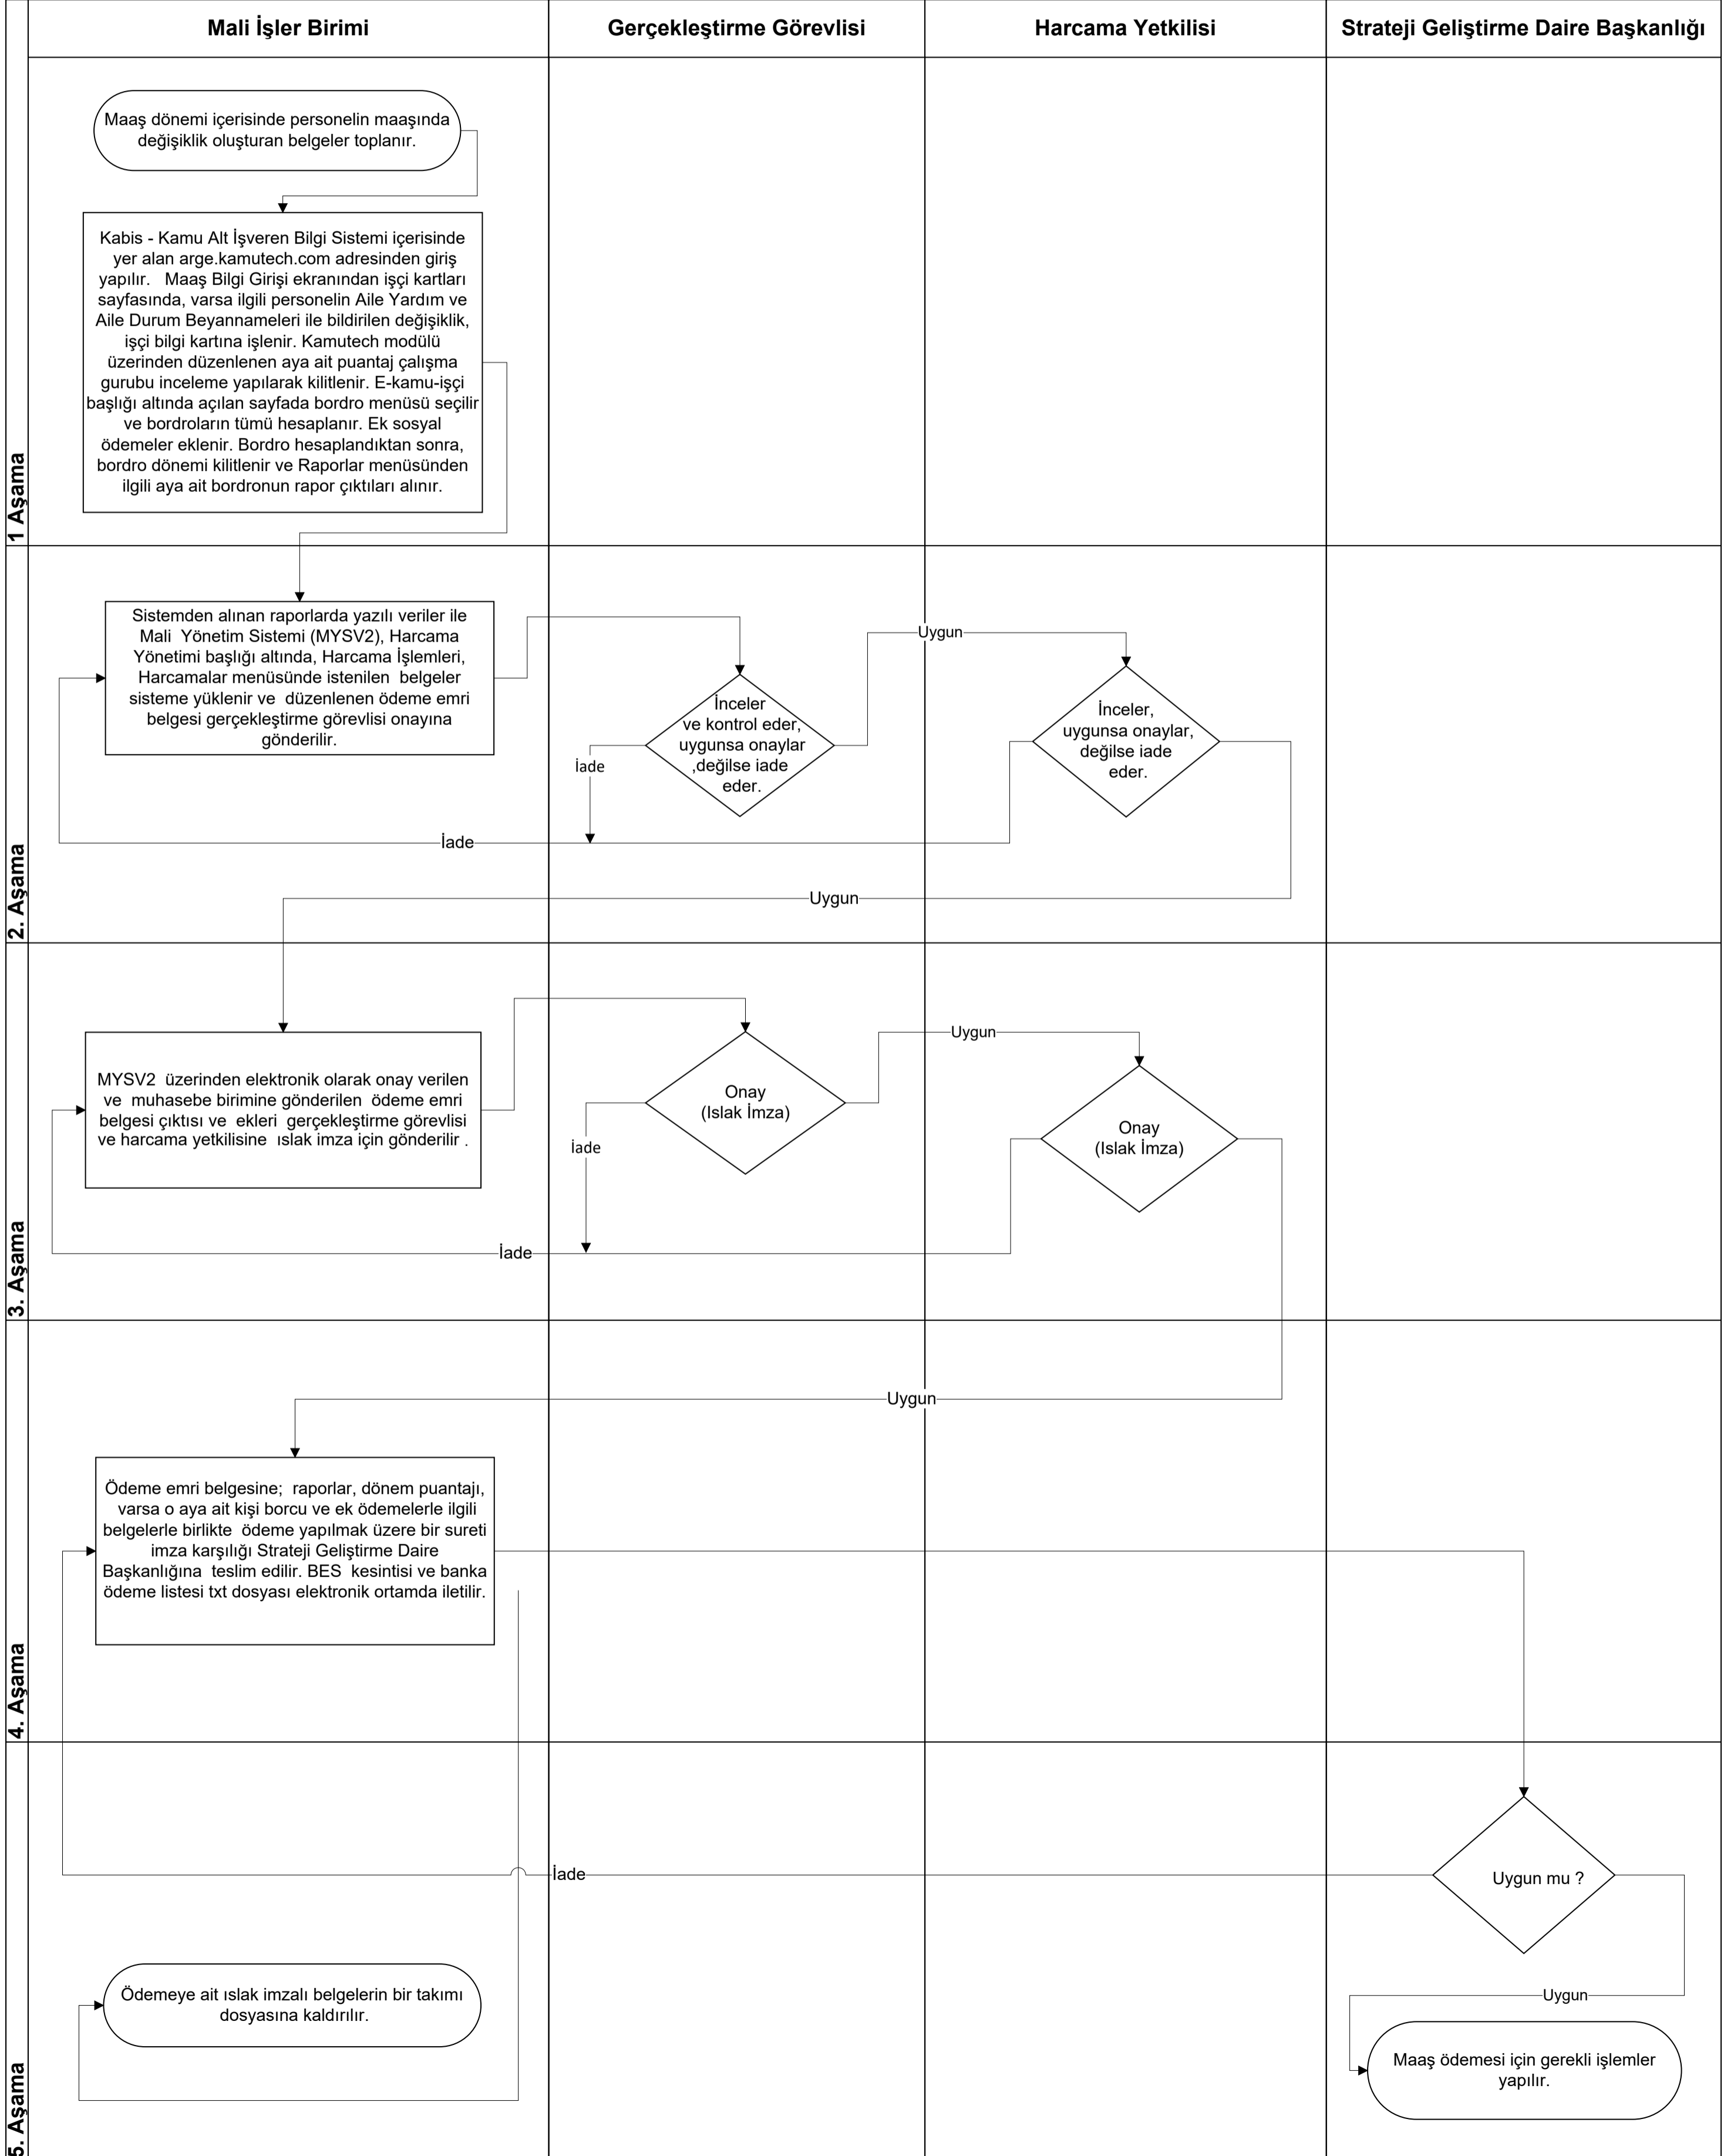 Mali İşler Birimi
Gerçekleştirme Görevlisi
Harcama Yetkilisi
Strateji Geliştirme Daire Başkanlığı
1 Aşama
Maaş dönemi içerisinde personelin maaşında
değişiklik oluşturan belgeler toplanır.
Kabis - Kamu Alt İşveren Bilgi Sistemi içerisinde
yer alan arge.kamutech.com adresinden giriş
yapılır.   Maaş Bilgi Girişi ekranından işçi kartları
sayfasında, varsa ilgili personelin Aile Yardım ve
Aile Durum Beyannameleri ile bildirilen değişiklik,
işçi bilgi kartına işlenir. Kamutech modülü
üzerinden düzenlenen aya ait puantaj çalışma
gurubu inceleme yapılarak kilitlenir. E-kamu-işçi
başlığı altında açılan sayfada bordro menüsü seçilir
ve bordroların tümü hesaplanır. Ek sosyal
ödemeler eklenir. Bordro hesaplandıktan sonra,
bordro dönemi kilitlenir ve Raporlar menüsünden
ilgili aya ait bordronun rapor çıktıları alınır.
2. Aşama
Sistemden alınan raporlarda yazılı veriler ile
Mali  Yönetim Sistemi (MYSV2), Harcama
Yönetimi başlığı altında, Harcama İşlemleri,
Harcamalar menüsünde istenilen  belgeler
sisteme yüklenir ve  düzenlenen ödeme emri
belgesi gerçekleştirme görevlisi onayına
gönderilir.
İnceler
ve kontrol eder,
uygunsa onaylar
,değilse iade
eder.
İade
Uygun
İnceler,
uygunsa onaylar,
değilse iade
eder.
İade
Uygun
3. Aşama
MYSV2  üzerinden elektronik olarak onay verilen
ve  muhasebe birimine gönderilen  ödeme emri
belgesi çıktısı ve  ekleri  gerçekleştirme görevlisi
ve harcama yetkilisine  ıslak imza için gönderilir .
Onay
(Islak İmza)
İade
Uygun
Onay
(Islak İmza)
İade
Uygun
4. Aşama
Ödeme emri belgesine;  raporlar, dönem puantajı,
varsa o aya ait kişi borcu ve ek ödemelerle ilgili
belgelerle birlikte  ödeme yapılmak üzere bir sureti
imza karşılığı Strateji Geliştirme Daire
Başkanlığına  teslim edilir. BES  kesintisi ve banka
ödeme listesi txt dosyası elektronik ortamda iletilir.
5. Aşama
Uygun mu ?
İade
Uygun
Ödemeye ait ıslak imzalı belgelerin bir takımı
dosyasına kaldırılır.
Maaş ödemesi için gerekli işlemler
yapılır.